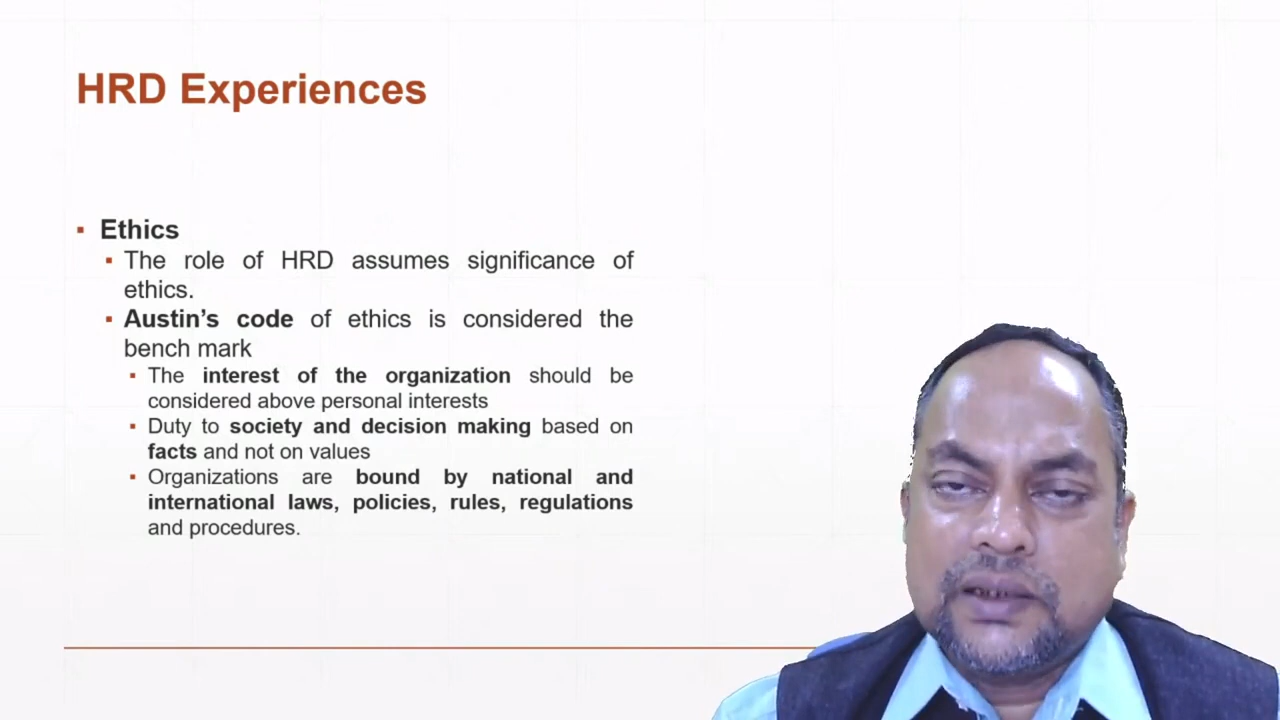 HRD Experiences
▪ Ethics
▪ The role of HRD assumes significance of
ethics.
▪ Austin's code of ethics is considered the
bench mark
▪ The interest of the organization should be
considered above personal interests
▪ Duty to society and decision making based on
facts and not on values
▪ Organizations are bound by national and
international laws, policies, rules, regulations
and procedures.